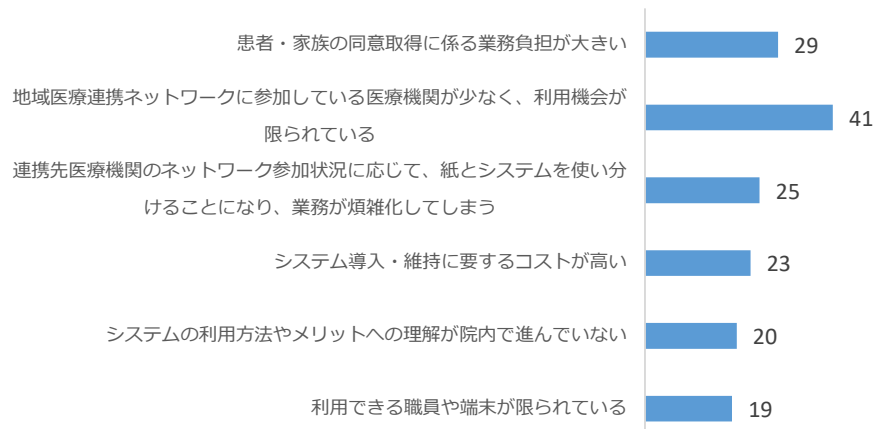 患者・家族の同意取得に係る業務負担が大きい
29
地域医療連携ネットワークに参加している医療機関が少なく、利用機会が
限られている
41
連携先医療機関のネットワーク参加状況に応じて、紙とシステムを使い分
けることになり、業務が煩雑化してしまう
25
システム導入・維持に要するコストが高い
23
システムの利用方法やメリットへの理解が院内で進んでいない
20
利用できる職員や端末が限られている
19